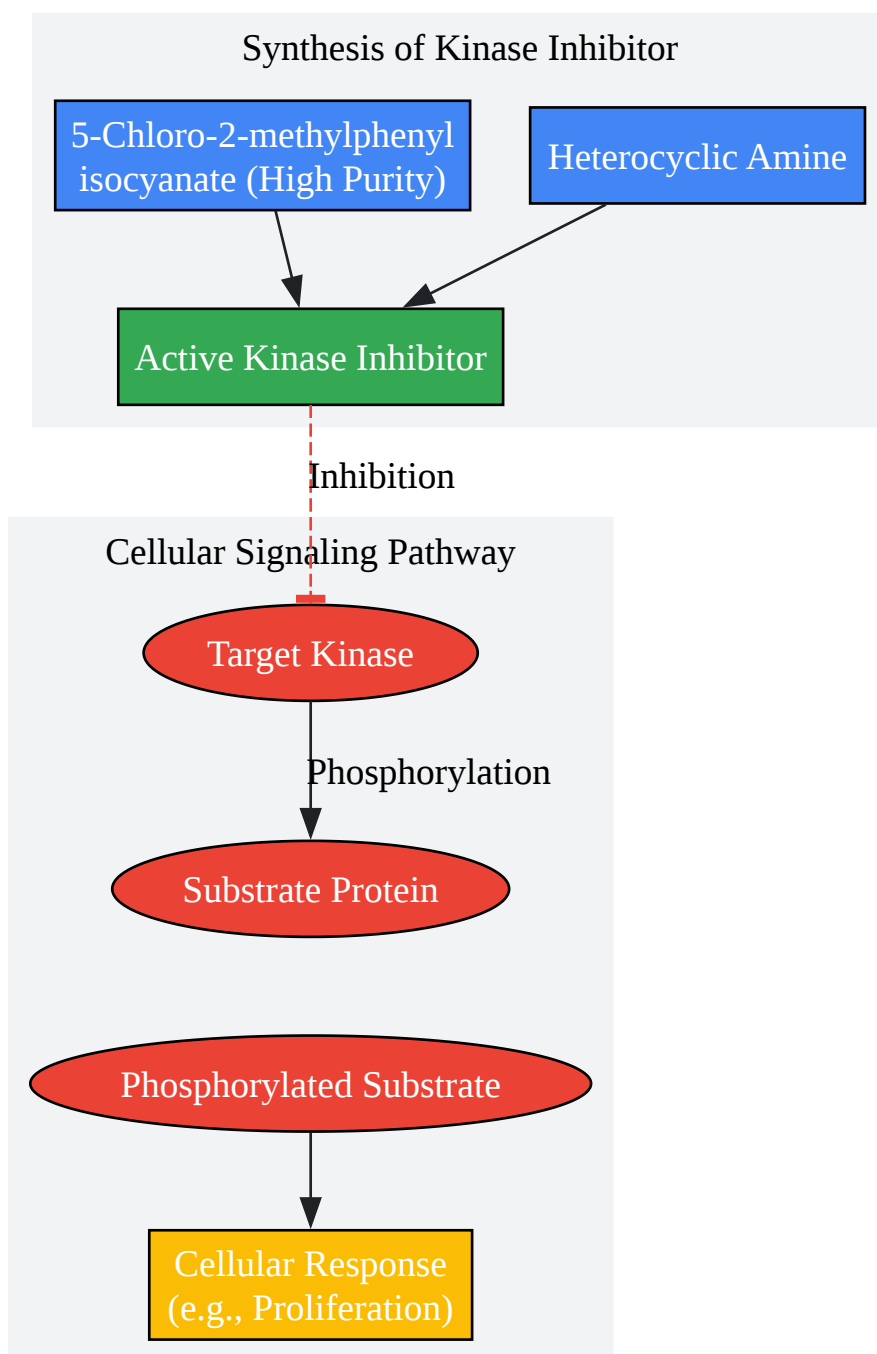 Synthesis of Kinase Inhibitor
5-Chloro-2-methylphenyl
isocyanate (High Purity)
Heterocyclic Amine
Active Kinase Inhibitor
Inhibition
Cellular Signaling Pathway
Target Kinase
Phosphorylation
Substrate Protein
Phosphorylated Substrate
Cellular Response
(e.g., Proliferation)